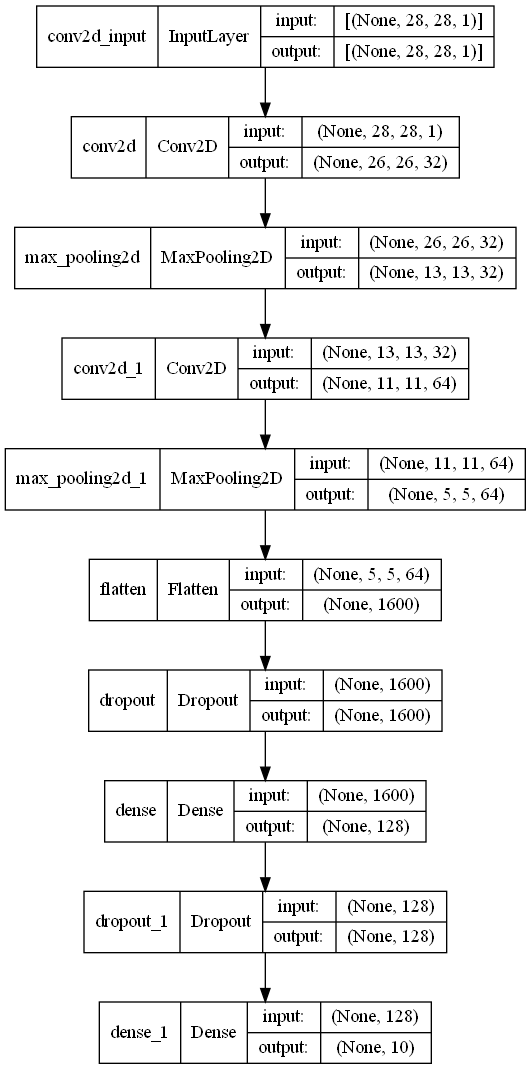 conv2d_input InputLayer input: [(None, 28, 28, 1)]
output: [(None, 28, 28, 1)]
conv2d Conv2D input: (None, 28, 28, 1)
output: (None, 26, 26, 32)
max_pooling2d MaxPooling2D input: (None, 26, 26, 32)
output: (None, 13, 13, 32)
conv2d_1 Conv2D input: (None, 13, 13, 32)
output: (None, 11, 11, 64)
max_pooling2d_1 MaxPooling2D input: (None, 11, 11, 64)
output: (None, 5, 5, 64)
flatten Flatten input: (None, 5, 5, 64)
output: (None, 1600)
dropout Dropout input: (None, 1600)
output: (None, 1600)
dense Dense input: (None, 1600)
output: (None, 128)
dropout_1 Dropout input: (None, 128)
output: (None, 128)
dense_1 Dense input: (None, 128)
output: (None, 10)